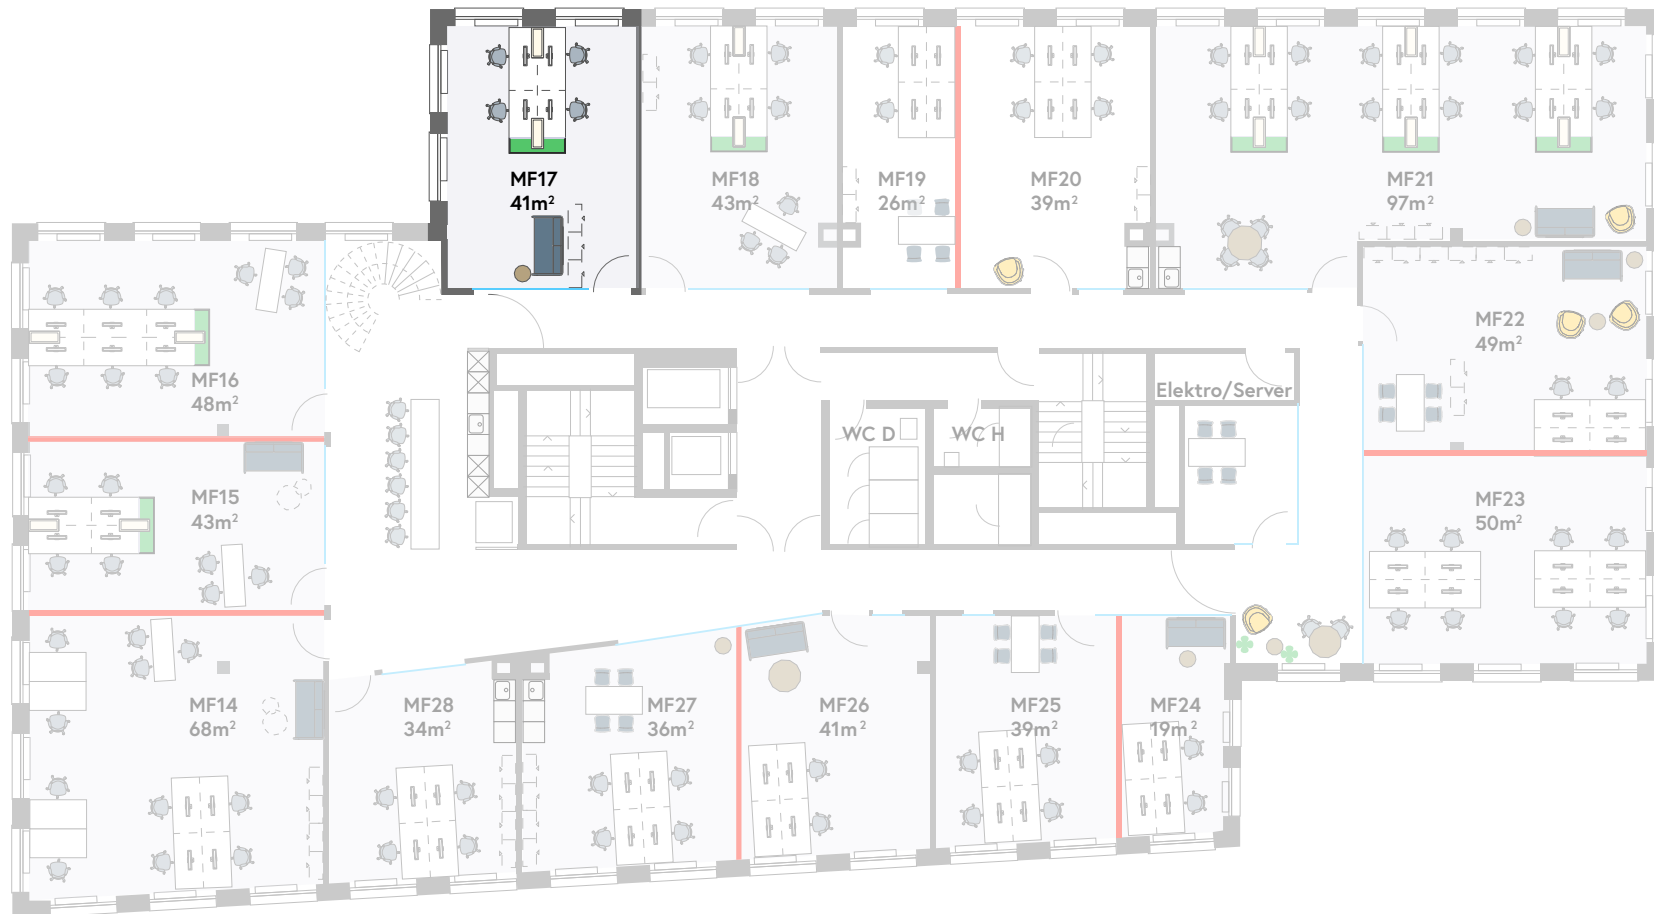 MF17
41m²
MF18
43m²
MF19
26m²
MF20
39m²
MF21
97m²
MF22
49m²
MF16
48m²
Elektro/Server
WC D
WC H
MF15
43m²
MF23
50m²
MF14
68m²
MF28
34m²
MF27
36m²
MF26
41m²
MF25
39m²
MF24
19m²